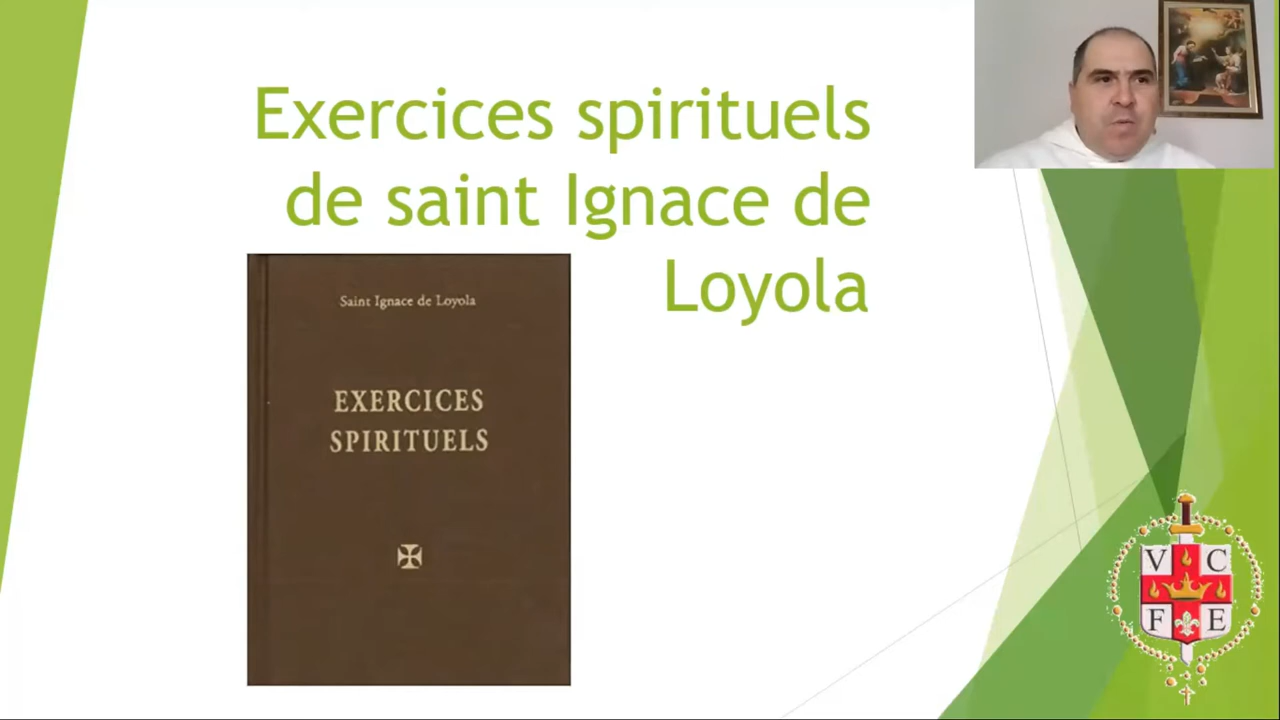 Exercices spirituels
de saint Ignace de
Loyola
Saint Ignace de Loyola
EXERCICES
SPIRITUELS
V C
F E